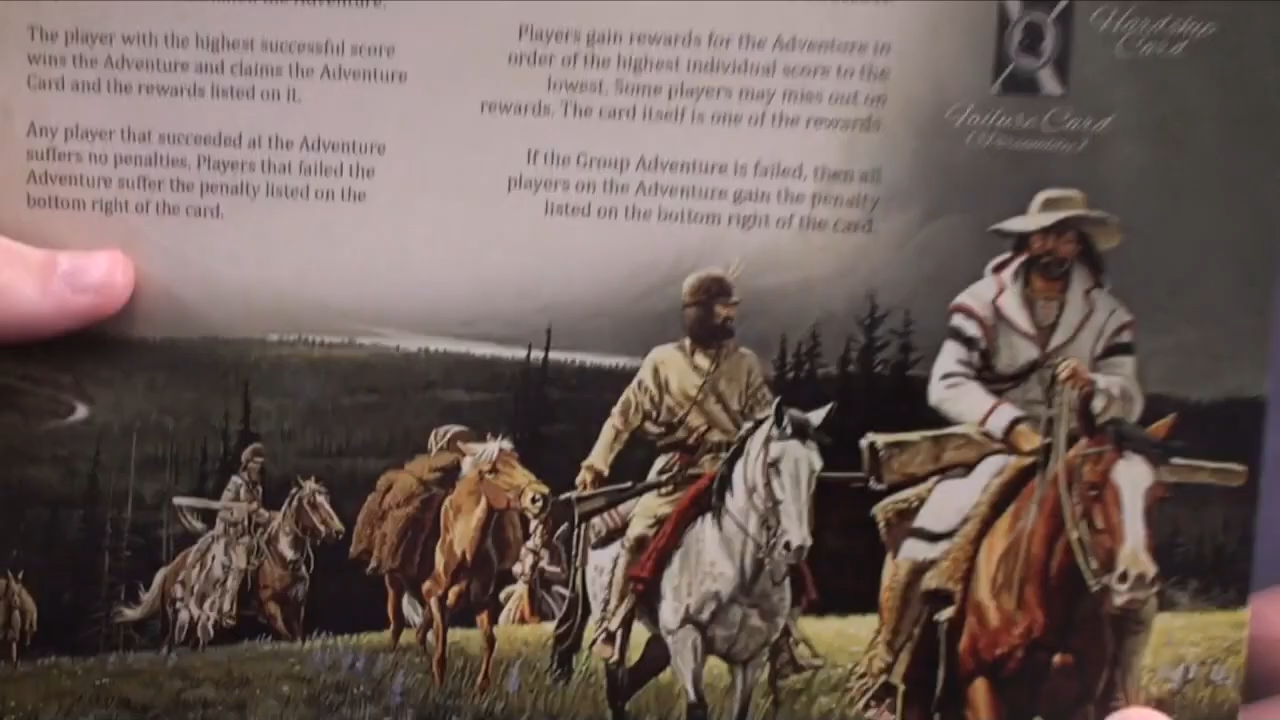 the Adventure.
The player with the highest successful score
wins the Adventure and claims the Adventure
Card and the rewards listed on it.
Any player that succeeded at the Adventure
suffers no penalties. Players that failed the
Adventure suffer the penalty listed on the
bottom right of the card.
Players gain rewards for the Adventure in
order of the highest individual score to the
lowest. Some players may miss out on
rewards. The card itself is one of the rewards.
If the Group Adventure is failed, then all
players on the Adventure gain the penalty
listed on the bottom right of the card.
Hardship
Card
Failure Card